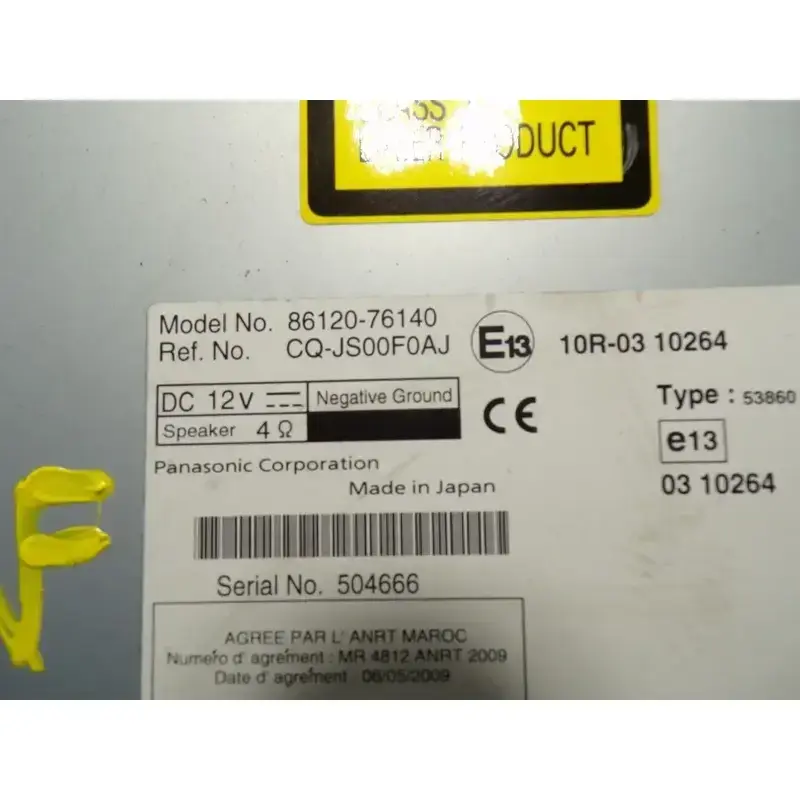 PRODUCT
Model No. 86120-76140
Ref. No. CQ-JS00F0AJ
E13 10R-03 10264
DC 12V Negative Ground
Speaker 4 Ω
CE
Type : 53860
e13
03 10264
Panasonic Corporation
Made in Japan
Serial No. 504666
AGREE PAR L' ANRT MAROC
Numero d' agrement : MR 4812 ANRT 2009
Date d' agrement : 06/05/2009
F